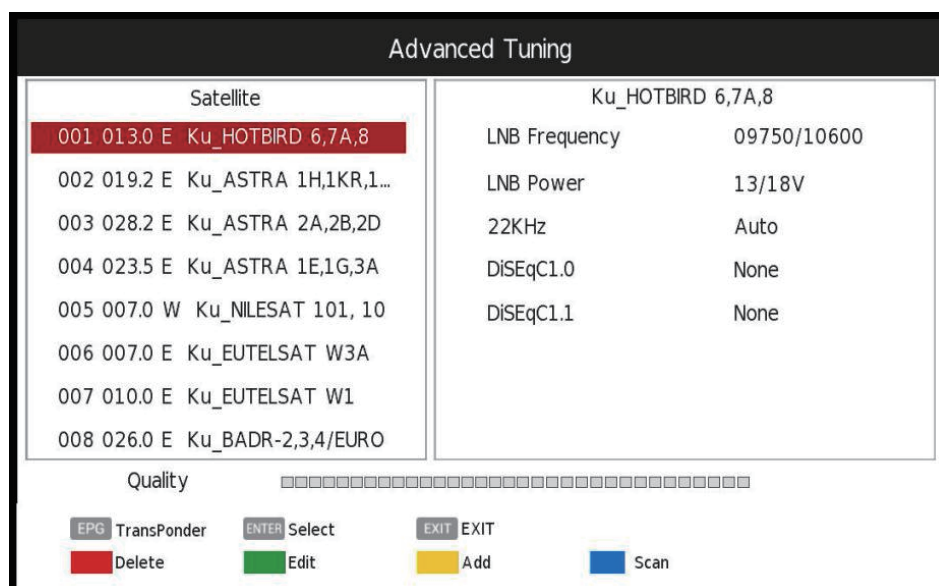 Advanced Tuning
Satellite
001 013.0 E Ku_HOTBIRD 6,7A,8
002 019.2 E Ku_ASTRA 1H,1KR,1...
003 028.2 E Ku_ASTRA 2A,2B,2D
004 023.5 E Ku_ASTRA 1E,1G,3A
005 007.0 W Ku_NILESAT 101, 10
006 007.0 E Ku_EUTELSAT W3A
007 010.0 E Ku_EUTELSAT W1
008 026.0 E Ku_BADR-2,3,4/EURO
Ku_HOTBIRD 6,7A,8
LNB Frequency 09750/10600
LNB Power 13/18V
22KHz Auto
DiSEqC1.0 None
DiSEqC1.1 None
Quality
EPG TransPonder ENTER Select EXIT EXIT
Delete Edit Add Scan